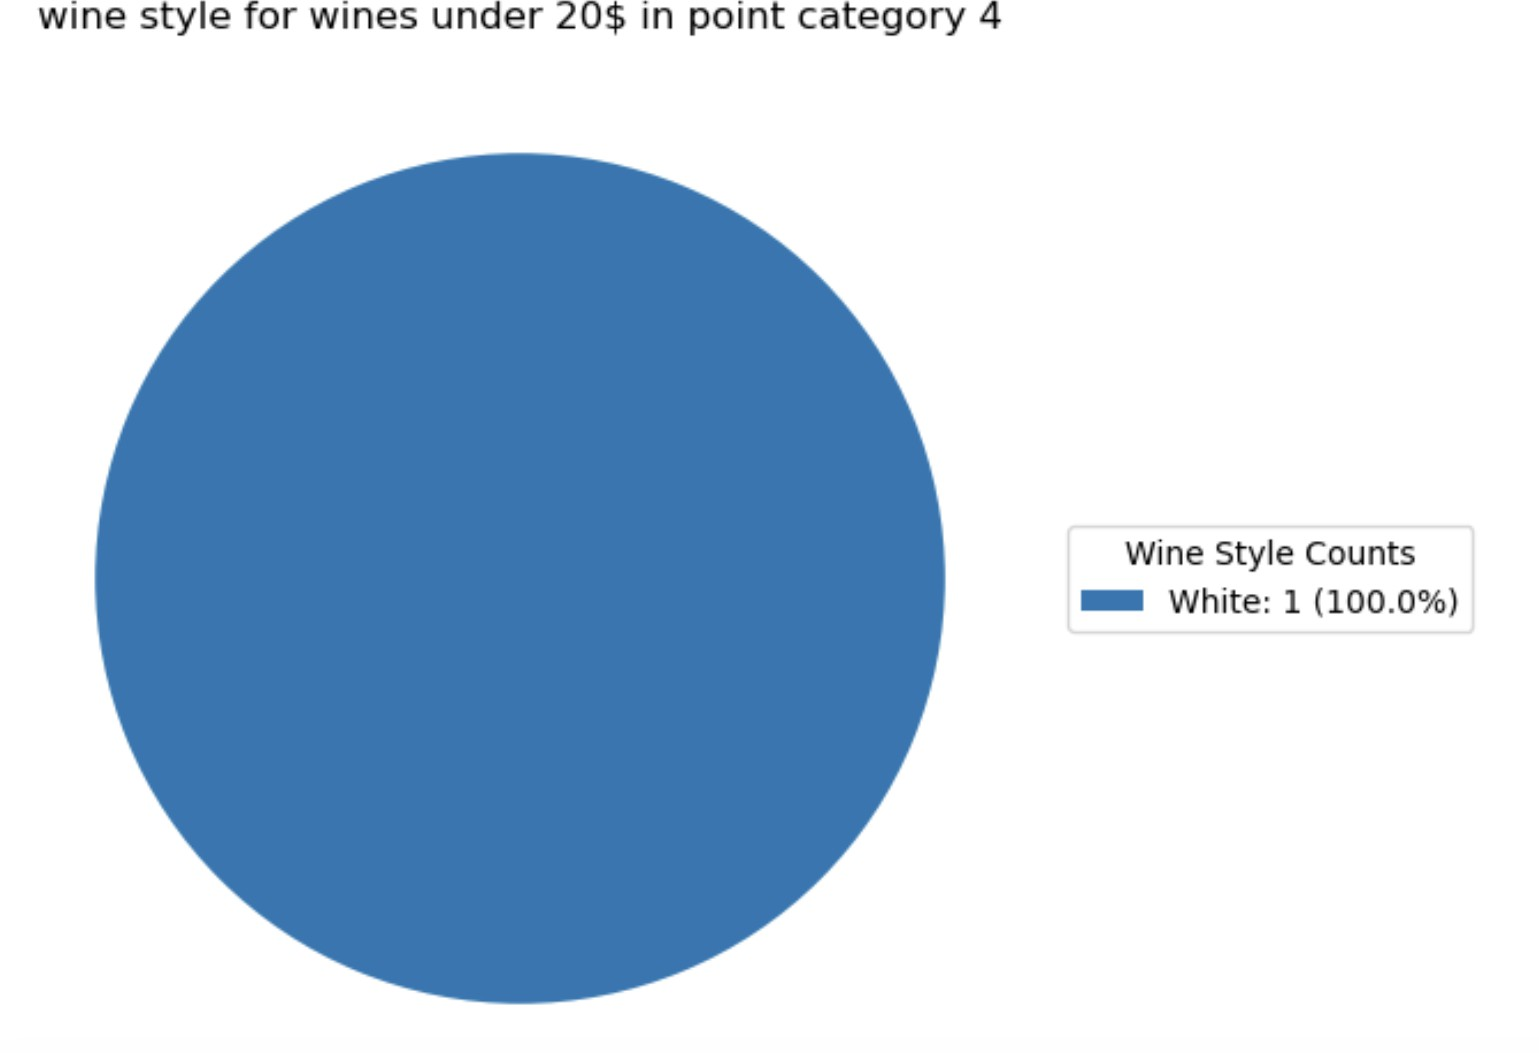 wine style for wines under 20$ in point category 4
Wine Style Counts
White: 1 (100.0%)